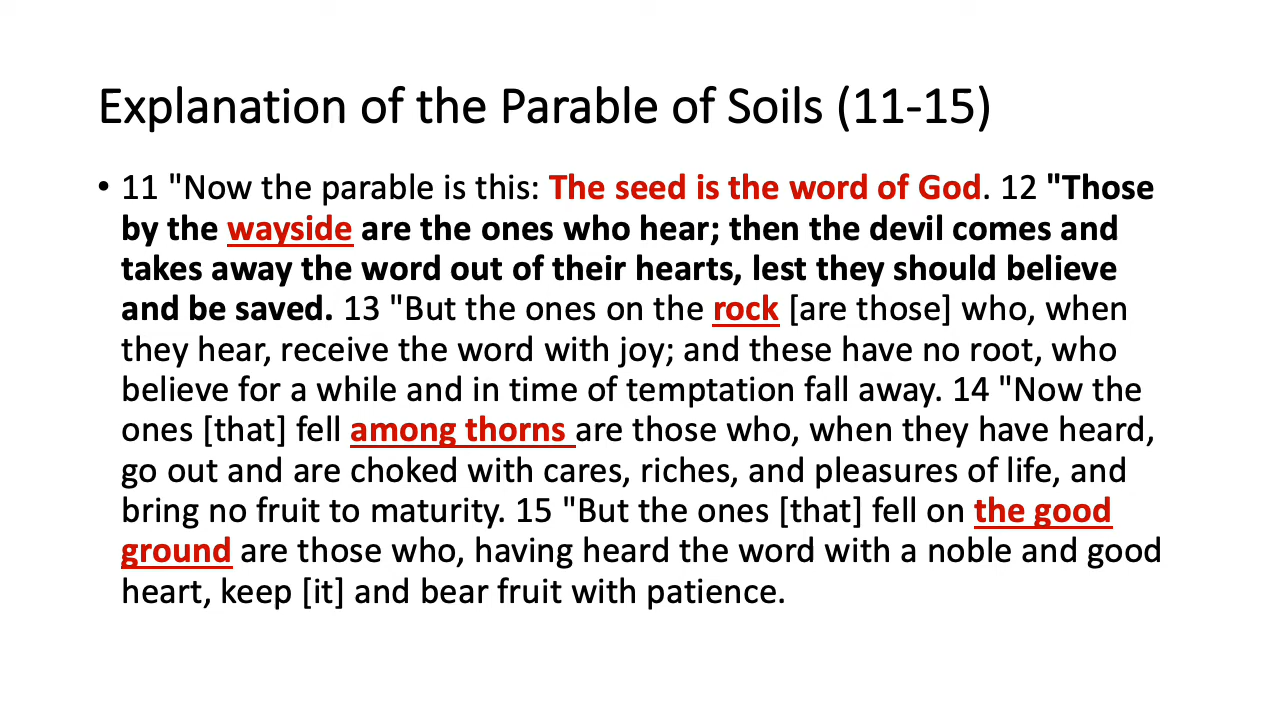 Explanation of the Parable of Soils (11-15)
• 11 "Now the parable is this: The seed is the word of God. 12 "Those
by the wayside are the ones who hear; then the devil comes and
takes away the word out of their hearts, lest they should believe
and be saved. 13 "But the ones on the rock [are those] who, when
they hear, receive the word with joy; and these have no root, who
believe for a while and in time of temptation fall away. 14 "Now the
ones [that] fell among thorns are those who, when they have heard,
go out and are choked with cares, riches, and pleasures of life, and
bring no fruit to maturity. 15 "But the ones [that] fell on the good
ground are those who, having heard the word with a noble and good
heart, keep [it] and bear fruit with patience.